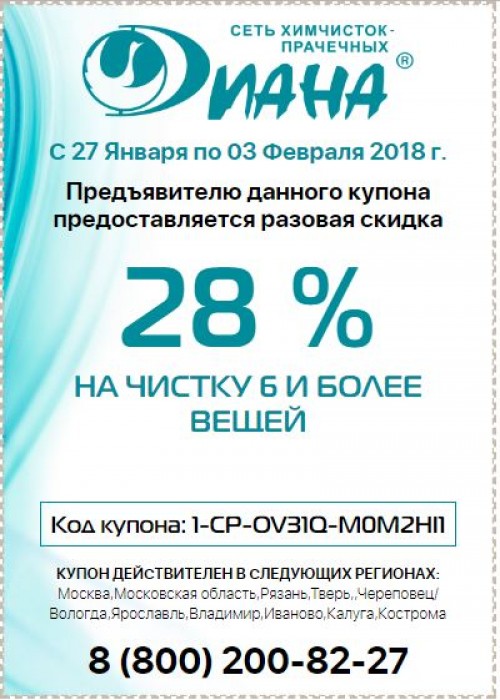 СЕТЬ ХИМЧИСТОК-
ПРАЧЕЧНЫХ
ДИАНА®
С 27 Января по 03 Февраля 2018 г.
Предъявителю данного купона
предоставляется разовая скидка
28 %
НА ЧИСТКУ 6 И БОЛЕЕ
ВЕЩЕЙ
Код купона: 1-CP-OV31Q-M0M2HI1
КУПОН ДЕЙСТВИТЕЛЕН В СЛЕДУЮЩИХ РЕГИОНАХ:
Москва,Московская область,Рязань,Тверь,,Череповец/
Вологда,Ярославль,Владимир,Иваново,Калуга,Кострома
8 (800) 200-82-27